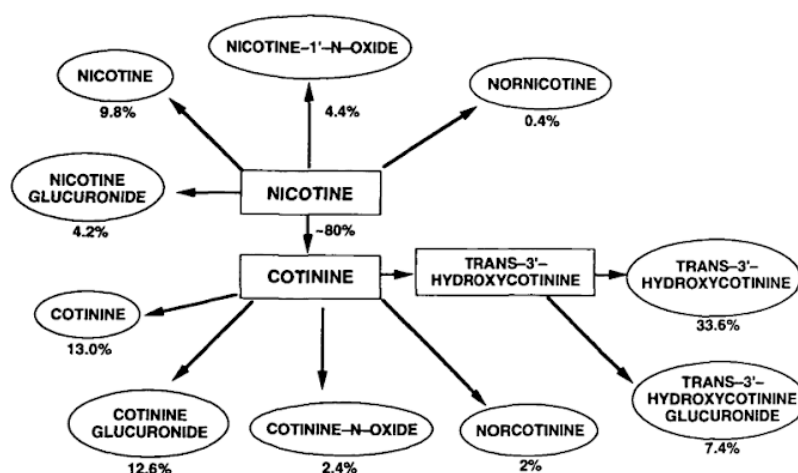 NICOTINE–1'–N–OXIDE
4.4%
NICOTINE
9.8%
NORNICOTINE
0.4%
NICOTINE
GLUCURONIDE
4.2%
NICOTINE
~80%
COTININE
TRANS–3'–
HYDROXYCOTININE
TRANS–3'–
HYDROXYCOTININE
33.6%
COTININE
13.0%
COTININE
GLUCURONIDE
12.6%
COTININE–N–OXIDE
2.4%
NORCOTININE
2%
TRANS–3'–
HYDROXYCOTININE
GLUCURONIDE
7.4%